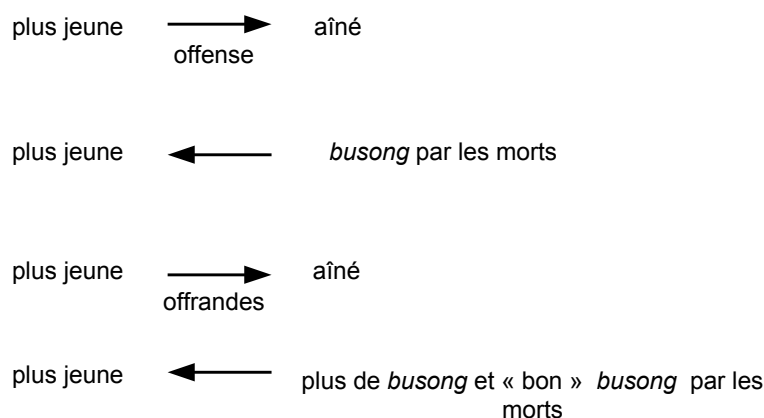 plus jeune aîné
offense
plus jeune busong par les morts
plus jeune aîné
offrandes
plus jeune plus de busong et « bon » busong par les
morts